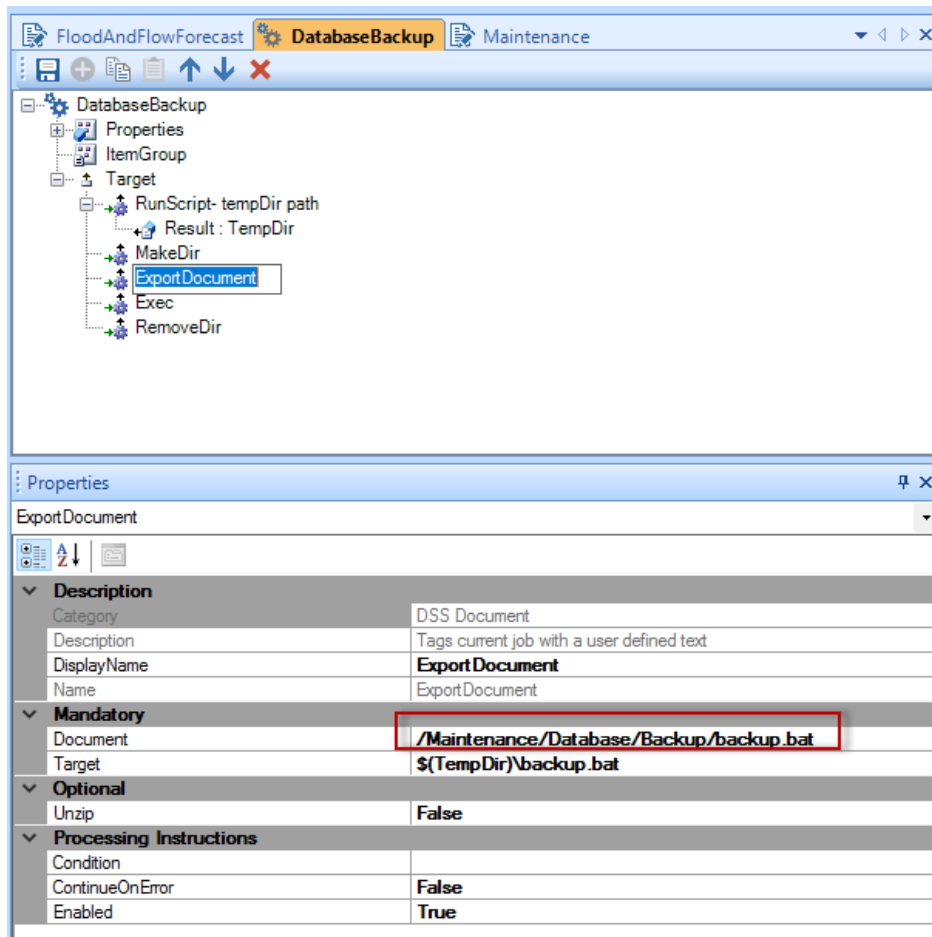 FloodAndFlowForecast DatabaseBackup Maintenance
DatabaseBackup
Properties
ItemGroup
Target
RunScript- tempDir path
Result : TempDir
MakeDir
ExportDocument
Exec
RemoveDir
Properties
ExportDocument
Description
Category DSS Document
Description Tags current job with a user defined text
DisplayName ExportDocument
Name ExportDocument
Mandatory
Document /Maintenance/Database/Backup/backup.bat
Target $(TempDir)\backup.bat
Optional
Unzip False
Processing Instructions
Condition
ContinueOnError False
Enabled True